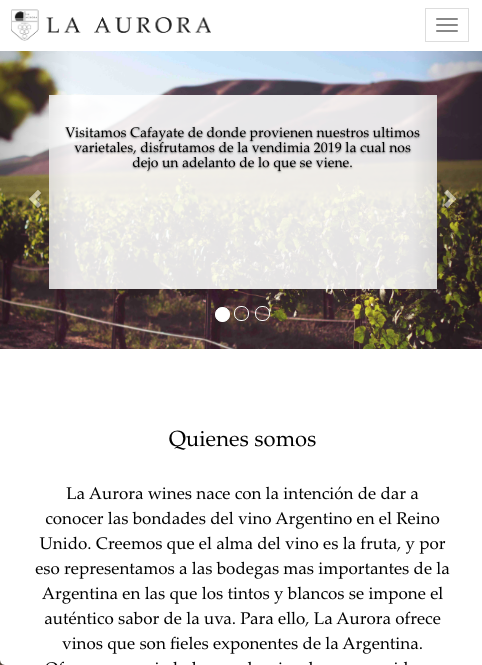 LA AURORA
Visitamos Cafayate de donde provienen nuestros ultimos
varietales, disfrutamos de la vendimia 2019 la cual nos
dejo un adelanto de lo que se viene.
Quienes somos
La Aurora wines nace con la intención de dar a
conocer las bondades del vino Argentino en el Reino
Unido. Creemos que el alma del vino es la fruta, y por
eso representamos a las bodegas mas importantes de la
Argentina en las que los tintos y blancos se impone el
auténtico sabor de la uva. Para ello, La Aurora ofrece
vinos que son fieles exponentes de la Argentina.